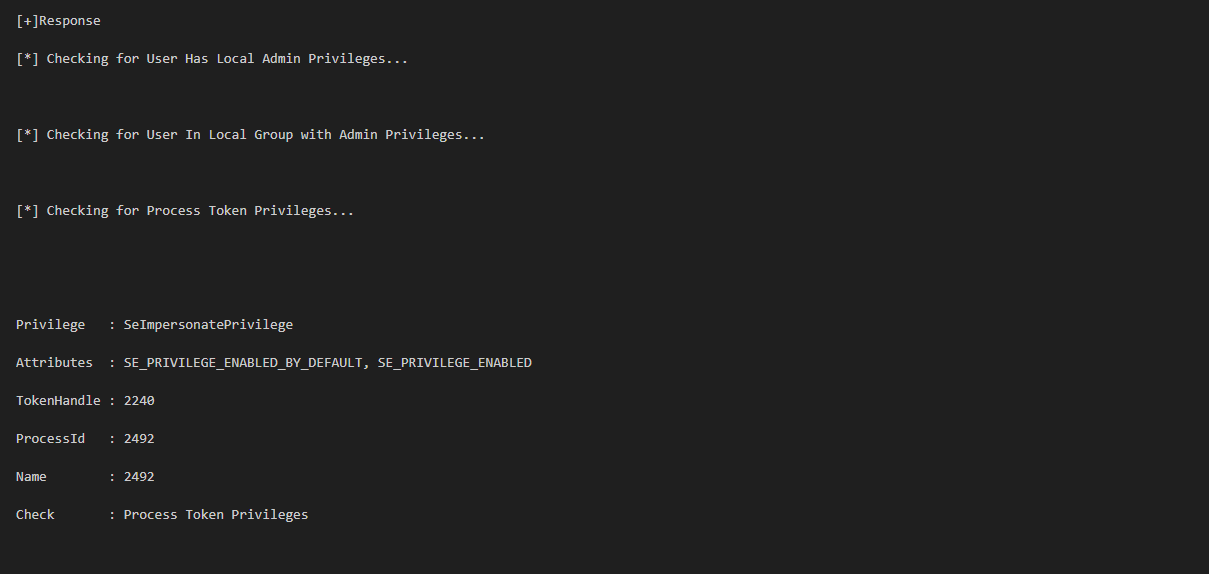 [+]Response
[*] Checking for User Has Local Admin Privileges...
[*] Checking for User In Local Group with Admin Privileges...
[*] Checking for Process Token Privileges...
Privilege   : SeImpersonatePrivilege
Attributes  : SE_PRIVILEGE_ENABLED_BY_DEFAULT, SE_PRIVILEGE_ENABLED
TokenHandle : 2240
ProcessId   : 2492
Name        : 2492
Check       : Process Token Privileges